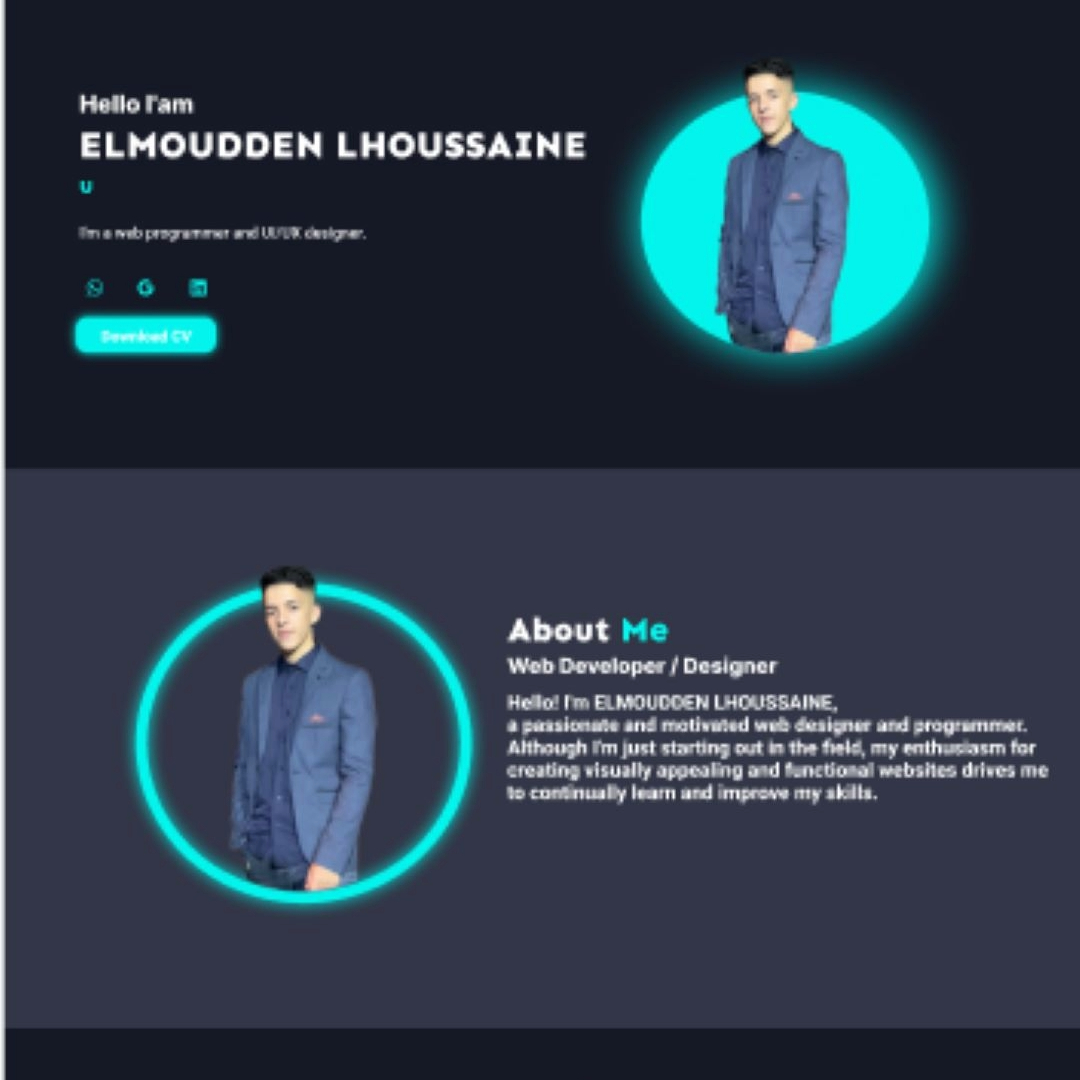 Hello I'am
ELMOUDDEN LHOUSSAINE
U
I'm a web programmer and UI/UX designer.
Download CV
About Me
Web Developer / Designer
Hello! I'm ELMOUDDEN LHOUSSAINE,
a passionate and motivated web designer and programmer.
Although I'm just starting out in the field, my enthusiasm for
creating visually appealing and functional websites drives me
to continually learn and improve my skills.